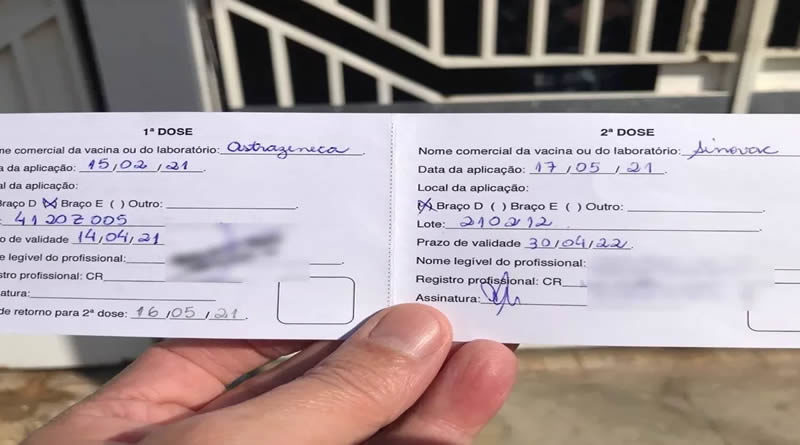 1ª DOSE
me comercial da vacina ou do laboratório: Astrazeneca
a da aplicação: 15/02/21.
al da aplicação:
Braço D (X) Braço E ( ) Outro:
: 4120Z005
o de validade 14/04/21
e legível do profissional:
stro profissional: CR
atura:
de retorno para 2ª dose: 16/05/21.
2ª DOSE
Nome comercial da vacina ou do laboratório: Sinovac
Data da aplicação: 17/05/21.
Local da aplicação:
(X) Braço D ( ) Braço E ( ) Outro:
Lote: 210212
Prazo de validade 30/04/22.
Nome legível do profissional:
Registro profissional: CR
Assinatura: